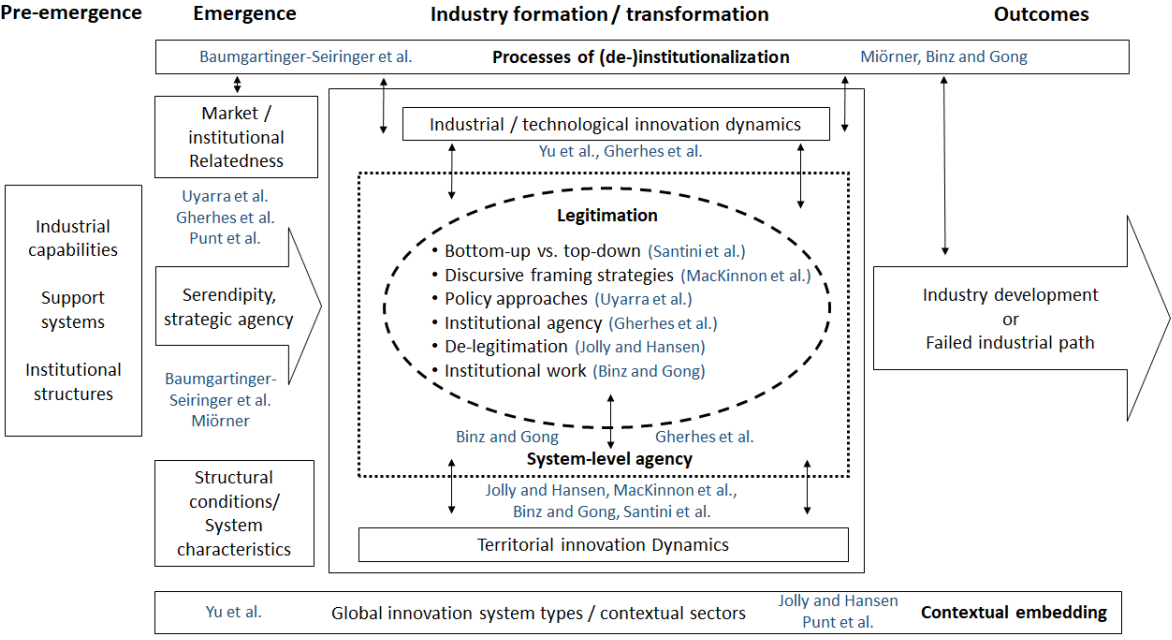 Pre-emergence
Emergence
Industry formation / transformation
Outcomes
Baumgartinger-Seiringer et al.
Processes of (de-)institutionalization
Miörner, Binz and Gong
Market /
institutional
Relatedness
Industrial / technological innovation dynamics
Yu et al., Gherhes et al.
Uyarra et al.
Gherhes et al.
Punt et al.
Industrial
capabilities
Support
systems
Institutional
structures
Serendipity,
strategic agency
Baumgartinger-
Seiringer et al.
Miörner
Legitimation
• Bottom-up vs. top-down (Santini et al.)
• Discursive framing strategies (MacKinnon et al.)
• Policy approaches (Uyarra et al.)
• Institutional agency (Gherhes et al.)
• De-legitimation (Jolly and Hansen)
• Institutional work (Binz and Gong)
Binz and Gong
Gherhes et al.
System-level agency
Industry development
or
Failed industrial path
Structural
conditions/
System
characteristics
Jolly and Hansen, MacKinnon et al.,
Binz and Gong, Santini et al.
Territorial innovation Dynamics
Yu et al.
Global innovation system types / contextual sectors
Jolly and Hansen
Punt et al.
Contextual embedding